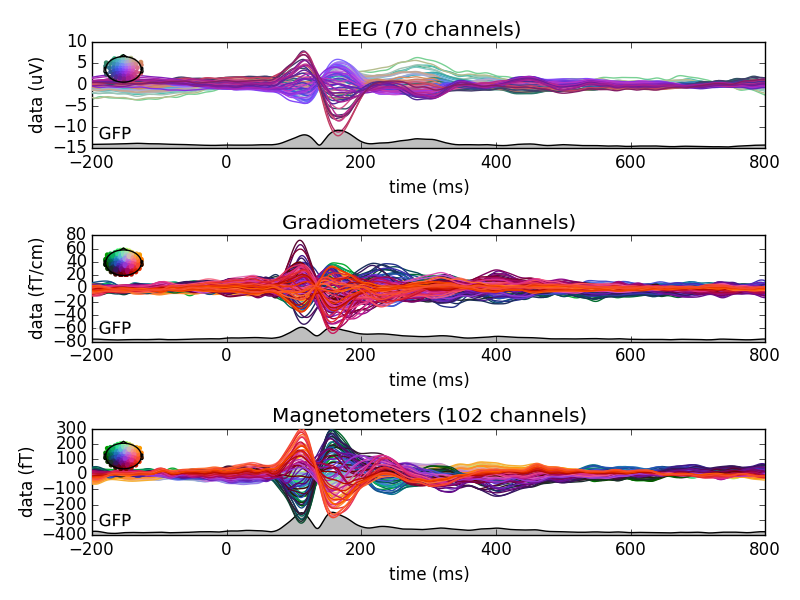 EEG (70 channels)
10
5
0
−5
−10
−15
data (uV)
GFP
−200 0 200 400 600 800
time (ms)
Gradiometers (204 channels)
80
60
40
20
0
−20
−40
−60
−80
data (fT/cm)
GFP
−200 0 200 400 600 800
time (ms)
Magnetometers (102 channels)
300
200
100
0
−100
−200
−300
−400
data (fT)
GFP
−200 0 200 400 600 800
time (ms)